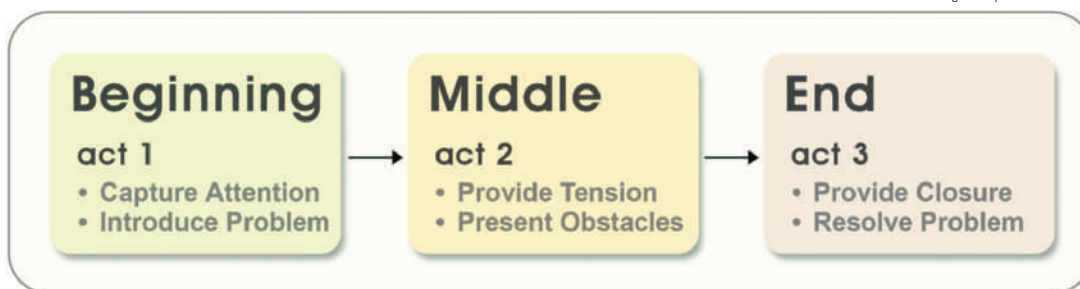 Beginning
act 1
• Capture Attention
• Introduce Problem
Middle
act 2
• Provide Tension
• Present Obstacles
End
act 3
• Provide Closure
• Resolve Problem